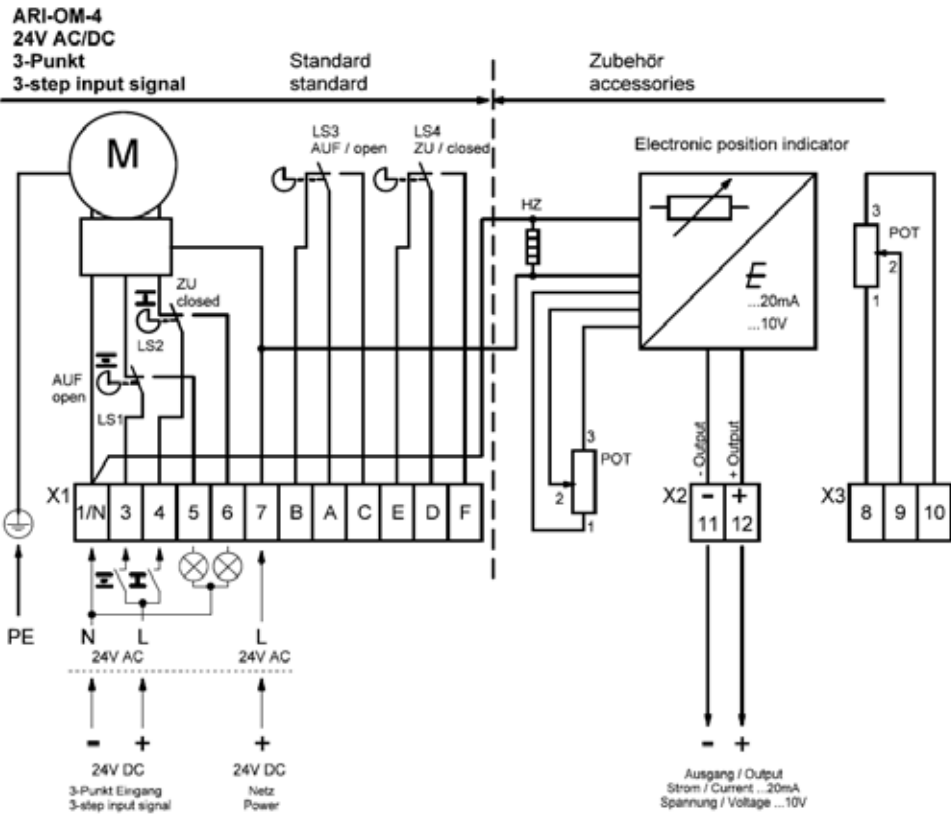 ARI-OM-4
24V AC/DC
3-Punkt
3-step input signal
Standard
standard
Zubehör
accessories
M
LS3
AUF / open
LS4
ZU / closed
Electronic position indicator
HZ
3
POT
2
1
E
...20mA
...10V
ZU
closed
LS2
AUF
open
LS1
3
POT
2
1
- Output
+ Output
X1
1/N 3 4 5 6 7 B A C E D F
X2
- +
11 12
X3
8 9 10
PE
N L L
24V AC 24V AC
- + +
24V DC 24V DC
3-Punkt Eingang
3-step input signal
Netz
Power
- +
Ausgang / Output
Strom / Current ...20mA
Spannung / Voltage ...10V